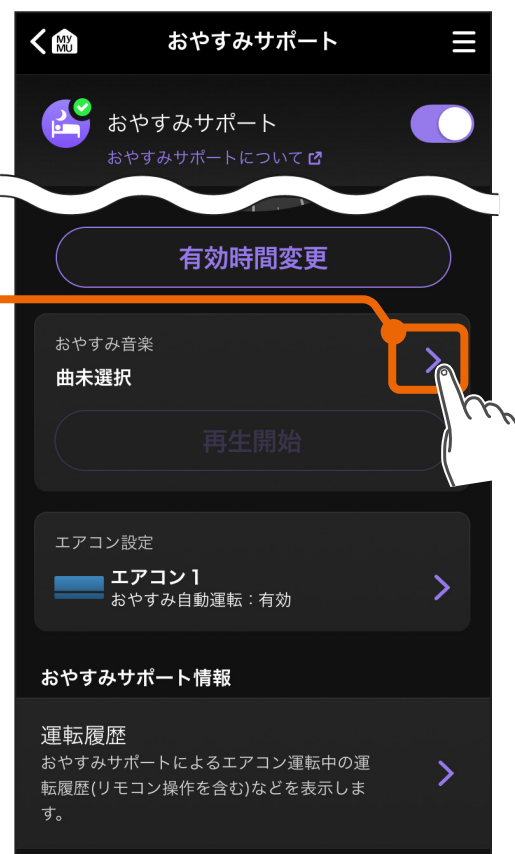 MY
MU
おやすみサポート
おやすみサポート
おやすみサポートについて
有効時間変更
おやすみ音楽
曲未選択
再生開始
エアコン設定
エアコン 1
おやすみ自動運転：有効
おやすみサポート情報
運転履歴
おやすみサポートによるエアコン運転中の運
転履歴(リモコン操作を含む)などを表示しま
す。